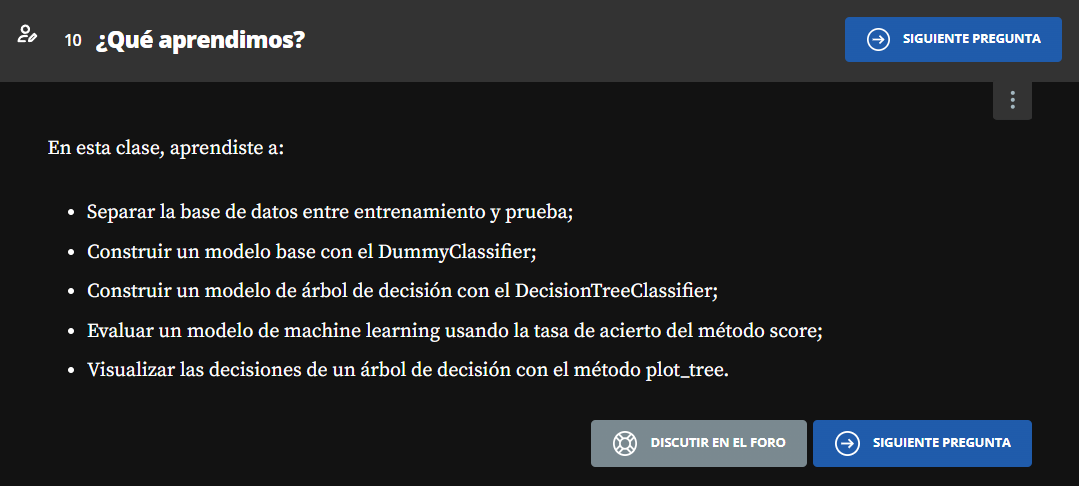 10 ¿Qué aprendimos?
SIGUIENTE PREGUNTA
En esta clase, aprendiste a:
• Separar la base de datos entre entrenamiento y prueba;
• Construir un modelo base con el DummyClassifier;
• Construir un modelo de árbol de decisión con el DecisionTreeClassifier;
• Evaluar un modelo de machine learning usando la tasa de acierto del método score;
• Visualizar las decisiones de un árbol de decisión con el método plot_tree.
DISCUTIR EN EL FORO
SIGUIENTE PREGUNTA